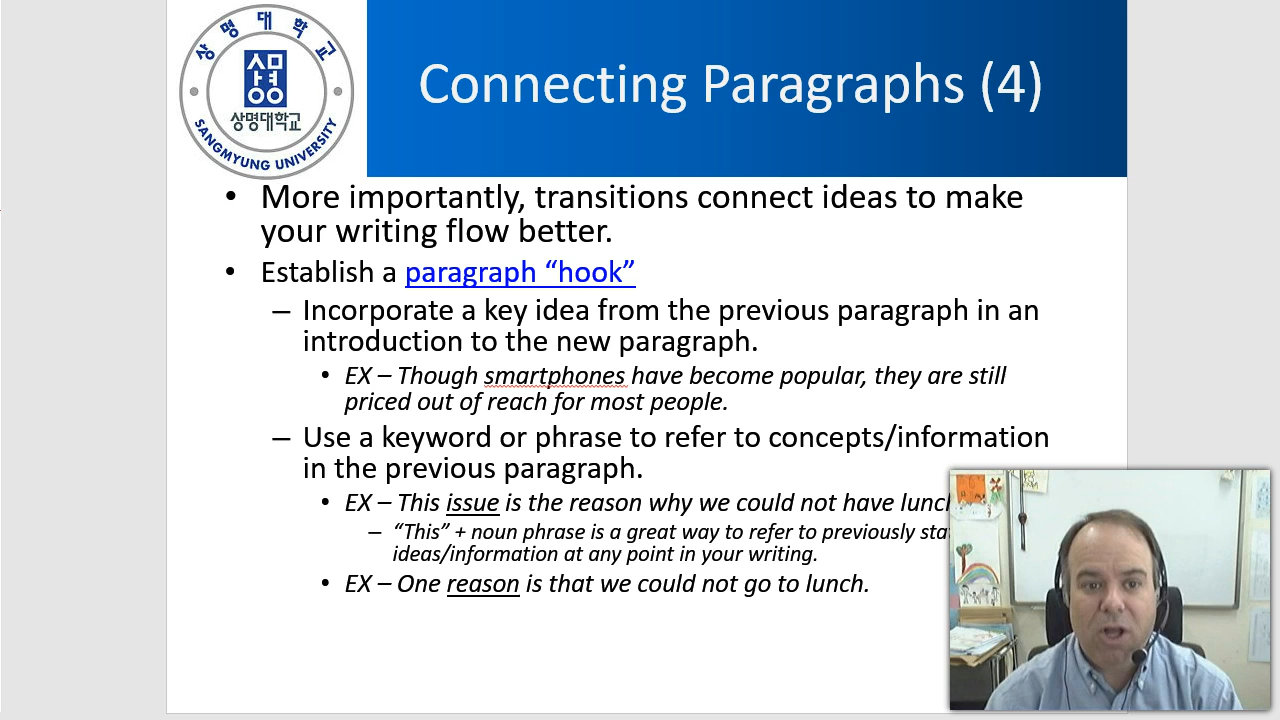 상명대학교
상명
상명대학교
SANGMYUNG UNIVERSITY
Connecting Paragraphs (4)
• More importantly, transitions connect ideas to make
your writing flow better.
• Establish a paragraph “hook”
– Incorporate a key idea from the previous paragraph in an
introduction to the new paragraph.
• EX – Though smartphones have become popular, they are still
priced out of reach for most people.
– Use a keyword or phrase to refer to concepts/information
in the previous paragraph.
• EX – This issue is the reason why we could not have
– “This” + noun phrase is a great way to refer to previously
ideas/information at any point in your writing.
• EX – One reason is that we could not go to lunch.